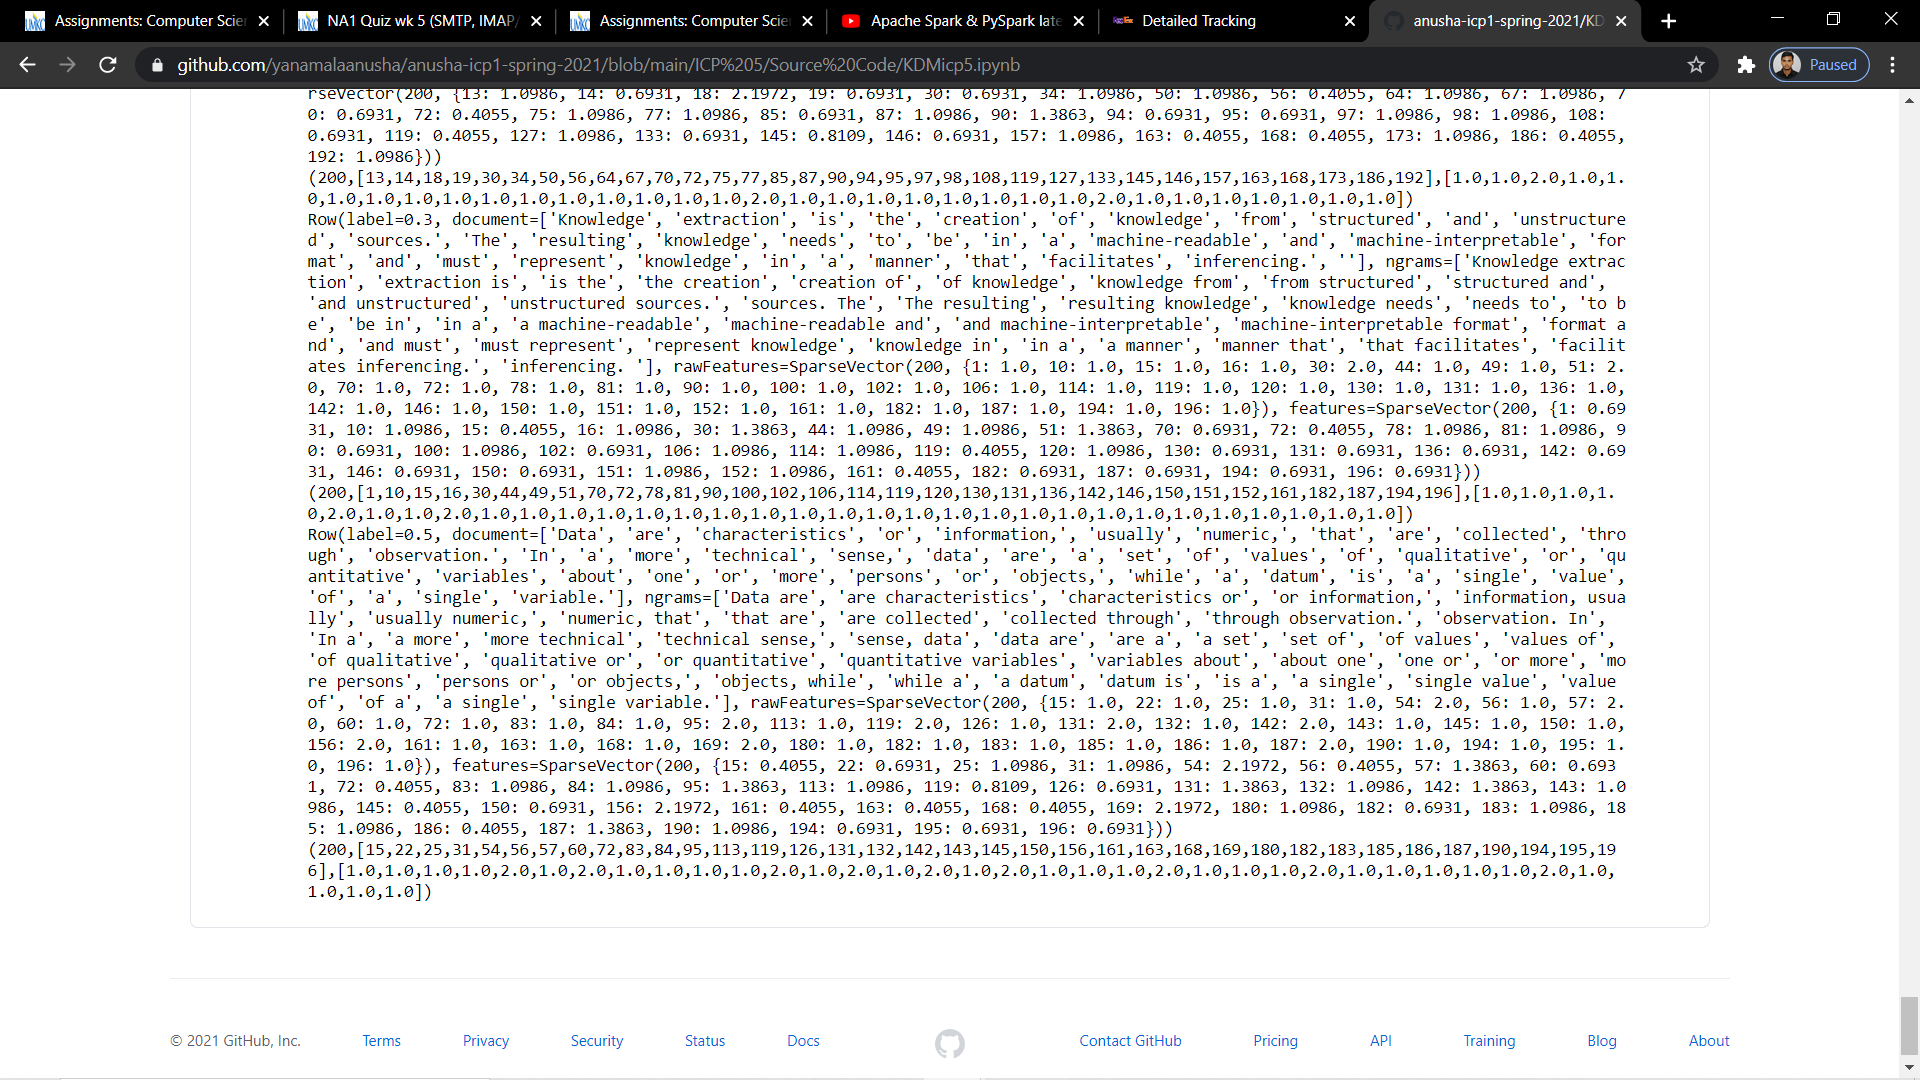 Assignments: Computer Scien
NA1 Quiz wk 5 (SMTP, IMAP,
Assignments: Computer Scien
Apache Spark & PySpark late
Detailed Tracking
anusha-icp1-spring-2021/KD
github.com/yanamalaanusha/anusha-icp1-spring-2021/blob/main/ICP%205/Source%20Code/KDMicp5.ipynb
Paused
rseVector(200, {13: 1.0986, 14: 0.6931, 18: 2.1972, 19: 0.6931, 30: 0.6931, 34: 1.0986, 50: 1.0986, 56: 0.4055, 64: 1.0986, 67: 1.0986, 7
0: 0.6931, 72: 0.4055, 75: 1.0986, 77: 1.0986, 85: 0.6931, 87: 1.0986, 90: 1.3863, 94: 0.6931, 95: 0.6931, 97: 1.0986, 98: 1.0986, 108:
0.6931, 119: 0.4055, 127: 1.0986, 133: 0.6931, 145: 0.8109, 146: 0.6931, 157: 1.0986, 163: 0.4055, 168: 0.4055, 173: 1.0986, 186: 0.4055,
192: 1.0986}))
(200,[13,14,18,19,30,34,50,56,64,67,70,72,75,77,85,87,90,94,95,97,98,108,119,127,133,145,146,157,163,168,173,186,192],[1.0,1.0,2.0,1.0,1.
0,1.0,1.0,1.0,1.0,1.0,1.0,1.0,1.0,1.0,1.0,1.0,2.0,1.0,1.0,1.0,1.0,1.0,1.0,1.0,1.0,2.0,1.0,1.0,1.0,1.0,1.0,1.0,1.0])
Row(label=0.3, document=['Knowledge', 'extraction', 'is', 'the', 'creation', 'of', 'knowledge', 'from', 'structured', 'and', 'unstructure
d', 'sources.', 'The', 'resulting', 'knowledge', 'needs', 'to', 'be', 'in', 'a', 'machine-readable', 'and', 'machine-interpretable', 'for
mat', 'and', 'must', 'represent', 'knowledge', 'in', 'a', 'manner', 'that', 'facilitates', 'inferencing.', ''], ngrams=['Knowledge extrac
tion', 'extraction is', 'is the', 'the creation', 'creation of', 'of knowledge', 'knowledge from', 'from structured', 'structured and',
'and unstructured', 'unstructured sources.', 'sources. The', 'The resulting', 'resulting knowledge', 'knowledge needs', 'needs to', 'to b
e', 'be in', 'in a', 'a machine-readable', 'machine-readable and', 'and machine-interpretable', 'machine-interpretable format', 'format a
nd', 'and must', 'must represent', 'represent knowledge', 'knowledge in', 'in a', 'a manner', 'manner that', 'that facilitates', 'facilit
ates inferencing.', 'inferencing. '], rawFeatures=SparseVector(200, {1: 1.0, 10: 1.0, 15: 1.0, 16: 1.0, 30: 2.0, 44: 1.0, 49: 1.0, 51: 2.
0, 70: 1.0, 72: 1.0, 78: 1.0, 81: 1.0, 90: 1.0, 100: 1.0, 102: 1.0, 106: 1.0, 114: 1.0, 119: 1.0, 120: 1.0, 130: 1.0, 131: 1.0, 136: 1.0,
142: 1.0, 146: 1.0, 150: 1.0, 151: 1.0, 152: 1.0, 161: 1.0, 182: 1.0, 187: 1.0, 194: 1.0, 196: 1.0}), features=SparseVector(200, {1: 0.69
31, 10: 1.0986, 15: 0.4055, 16: 1.0986, 30: 1.3863, 44: 1.0986, 49: 1.0986, 51: 1.3863, 70: 0.6931, 72: 0.4055, 78: 1.0986, 81: 1.0986, 9
0: 0.6931, 100: 1.0986, 102: 0.6931, 106: 1.0986, 114: 1.0986, 119: 0.4055, 120: 1.0986, 130: 0.6931, 131: 0.6931, 136: 0.6931, 142: 0.69
31, 146: 0.6931, 150: 0.6931, 151: 1.0986, 152: 1.0986, 161: 0.4055, 182: 0.6931, 187: 0.6931, 194: 0.6931, 196: 0.6931}))
(200,[1,10,15,16,30,44,49,51,70,72,78,81,90,100,102,106,114,119,120,130,131,136,142,146,150,151,152,161,182,187,194,196],[1.0,1.0,1.0,1.
0,2.0,1.0,1.0,2.0,1.0,1.0,1.0,1.0,1.0,1.0,1.0,1.0,1.0,1.0,1.0,1.0,1.0,1.0,1.0,1.0,1.0,1.0,1.0,1.0,1.0,1.0,1.0,1.0])
Row(label=0.5, document=['Data', 'are', 'characteristics', 'or', 'information,', 'usually', 'numeric,', 'that', 'are', 'collected', 'thro
ugh', 'observation.', 'In', 'a', 'more', 'technical', 'sense,', 'data', 'are', 'a', 'set', 'of', 'values', 'of', 'qualitative', 'or', 'qu
antitative', 'variables', 'about', 'one', 'or', 'more', 'persons', 'or', 'objects,', 'while', 'a', 'datum', 'is', 'a', 'single', 'value',
'of', 'a', 'single', 'variable.'], ngrams=['Data are', 'are characteristics', 'characteristics or', 'or information,', 'information, usua
lly', 'usually numeric,', 'numeric, that', 'that are', 'are collected', 'collected through', 'through observation.', 'observation. In',
'In a', 'a more', 'more technical', 'technical sense,', 'sense, data', 'data are', 'are a', 'a set', 'set of', 'of values', 'values of',
'of qualitative', 'qualitative or', 'or quantitative', 'quantitative variables', 'variables about', 'about one', 'one or', 'or more', 'mo
re persons', 'persons or', 'or objects,', 'objects, while', 'while a', 'a datum', 'datum is', 'is a', 'a single', 'single value', 'value
of', 'of a', 'a single', 'single variable.'], rawFeatures=SparseVector(200, {15: 1.0, 22: 1.0, 25: 1.0, 31: 1.0, 54: 2.0, 56: 1.0, 57: 2.
0, 60: 1.0, 72: 1.0, 83: 1.0, 84: 1.0, 95: 2.0, 113: 1.0, 119: 2.0, 126: 1.0, 131: 2.0, 132: 1.0, 142: 2.0, 143: 1.0, 145: 1.0, 150: 1.0,
156: 2.0, 161: 1.0, 163: 1.0, 168: 1.0, 169: 2.0, 180: 1.0, 182: 1.0, 183: 1.0, 185: 1.0, 186: 1.0, 187: 2.0, 190: 1.0, 194: 1.0, 195: 1.
0, 196: 1.0}), features=SparseVector(200, {15: 0.4055, 22: 0.6931, 25: 1.0986, 31: 1.0986, 54: 2.1972, 56: 0.4055, 57: 1.3863, 60: 0.693
1, 72: 0.4055, 83: 1.0986, 84: 1.0986, 95: 1.3863, 113: 1.0986, 119: 0.8109, 126: 0.6931, 131: 1.3863, 132: 1.0986, 142: 1.3863, 143: 1.0
986, 145: 0.4055, 150: 0.6931, 156: 2.1972, 161: 0.4055, 163: 0.4055, 168: 0.4055, 169: 2.1972, 180: 1.0986, 182: 0.6931, 183: 1.0986, 18
5: 1.0986, 186: 0.4055, 187: 1.3863, 190: 1.0986, 194: 0.6931, 195: 0.6931, 196: 0.6931}))
(200,[15,22,25,31,54,56,57,60,72,83,84,95,113,119,126,131,132,142,143,145,150,156,161,163,168,169,180,182,183,185,186,187,190,194,195,19
6],[1.0,1.0,1.0,1.0,2.0,1.0,2.0,1.0,1.0,1.0,1.0,2.0,1.0,2.0,1.0,2.0,1.0,2.0,1.0,1.0,1.0,2.0,1.0,1.0,1.0,2.0,1.0,1.0,1.0,1.0,1.0,2.0,1.0,
1.0,1.0,1.0])
© 2021 GitHub, Inc. Terms Privacy Security Status Docs Contact GitHub Pricing API Training Blog About